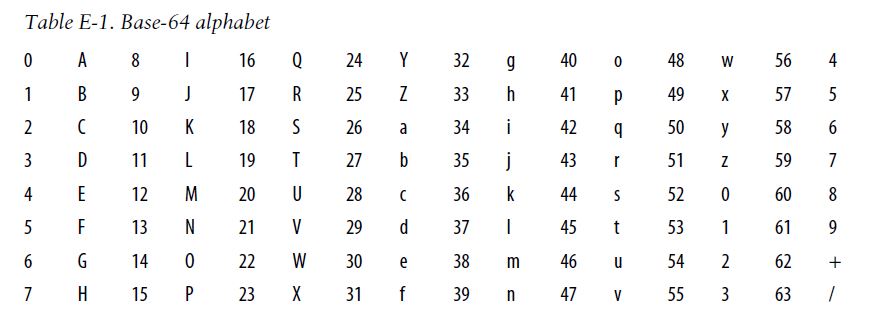 Table E-1. Base-64 alphabet
0 A 8 I 16 Q 24 Y 32 g 40 o 48 w 56 4
1 B 9 J 17 R 25 Z 33 h 41 p 49 x 57 5
2 C 10 K 18 S 26 a 34 i 42 q 50 y 58 6
3 D 11 L 19 T 27 b 35 j 43 r 51 z 59 7
4 E 12 M 20 U 28 c 36 k 44 s 52 0 60 8
5 F 13 N 21 V 29 d 37 l 45 t 53 1 61 9
6 G 14 O 22 W 30 e 38 m 46 u 54 2 62 +
7 H 15 P 23 X 31 f 39 n 47 v 55 3 63 /